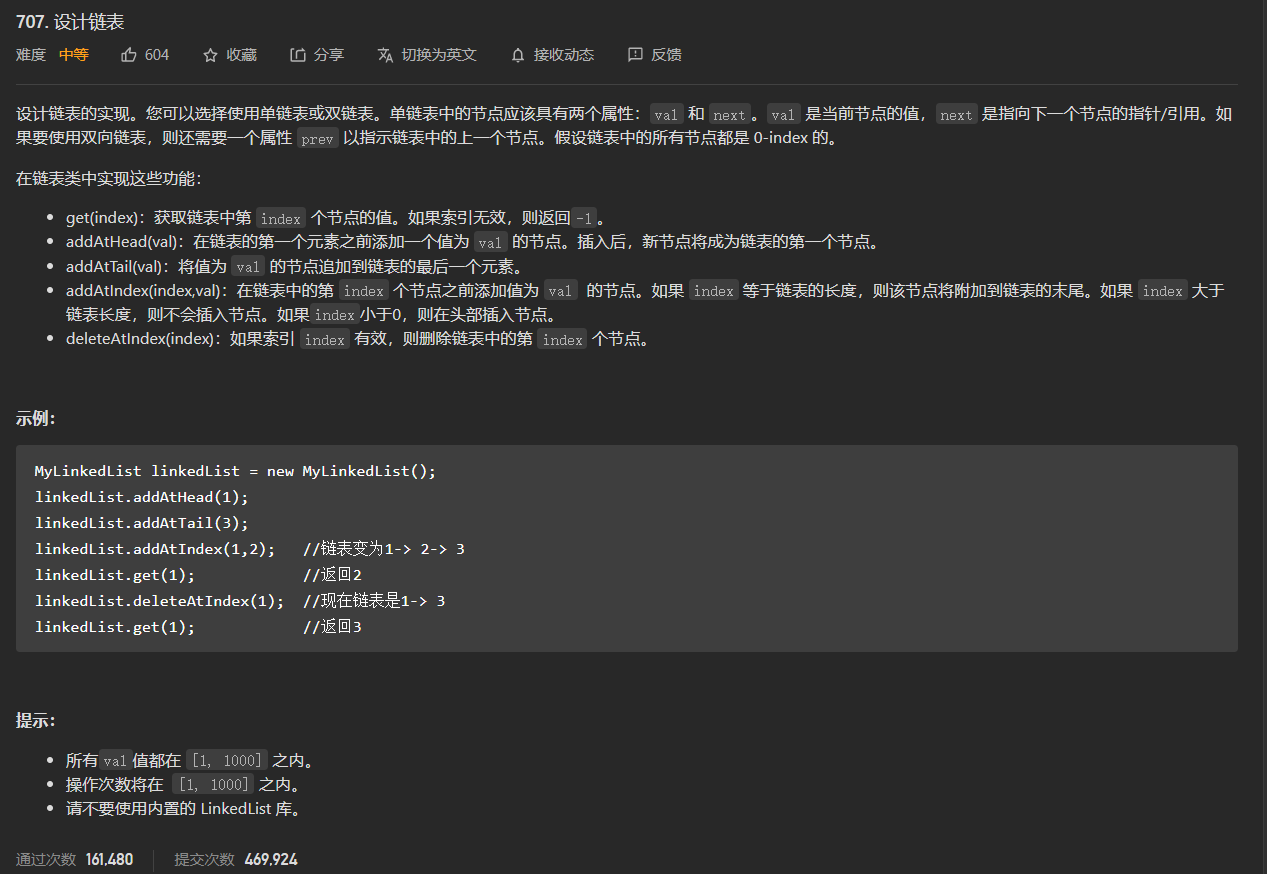 707. 设计链表
难度 中等 604 收藏 分享 切换为英文 接收动态 反馈
设计链表的实现。您可以选择使用单链表或双链表。单链表中的节点应该具有两个属性：val 和 next。val 是当前节点的值，next 是指向下一个节点的指针/引用。如
果要使用双向链表，则还需要一个属性 prev 以指示链表中的上一个节点。假设链表中的所有节点都是 0-index 的。
在链表类中实现这些功能：
get(index)：获取链表中第 index 个节点的值。如果索引无效，则返回-1。
addAtHead(val)：在链表的第一个元素之前添加一个值为 val 的节点。插入后，新节点将成为链表的第一个节点。
addAtTail(val)：将值为 val 的节点追加到链表的最后一个元素。
addAtIndex(index,val)：在链表中的第 index 个节点之前添加值为 val 的节点。如果 index 等于链表的长度，则该节点将附加到链表的末尾。如果 index 大于
链表长度，则不会插入节点。如果index小于0，则在头部插入节点。
deleteAtIndex(index)：如果索引 index 有效，则删除链表中的第 index 个节点。
示例：
MyLinkedList linkedList = new MyLinkedList();
linkedList.addAtHead(1);
linkedList.addAtTail(3);
linkedList.addAtIndex(1,2); //链表变为1-> 2-> 3
linkedList.get(1); //返回2
linkedList.deleteAtIndex(1); //现在链表是1-> 3
linkedList.get(1); //返回3
提示：
所有val值都在 [1, 1000] 之内。
操作次数将在 [1, 1000] 之内。
请不要使用内置的 LinkedList 库。
通过次数 161,480 提交次数 469,924